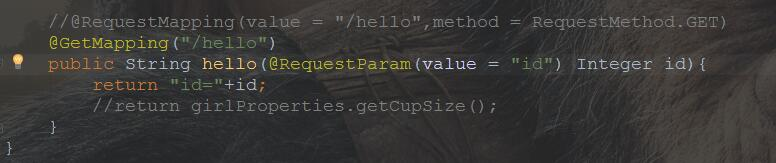 //@RequestMapping(value = "/hello",method = RequestMethod.GET)
@GetMapping("/hello")
public String hello(@RequestParam(value = "id") Integer id){
return "id="+id;
//return girlProperties.getCupSize();
}
}